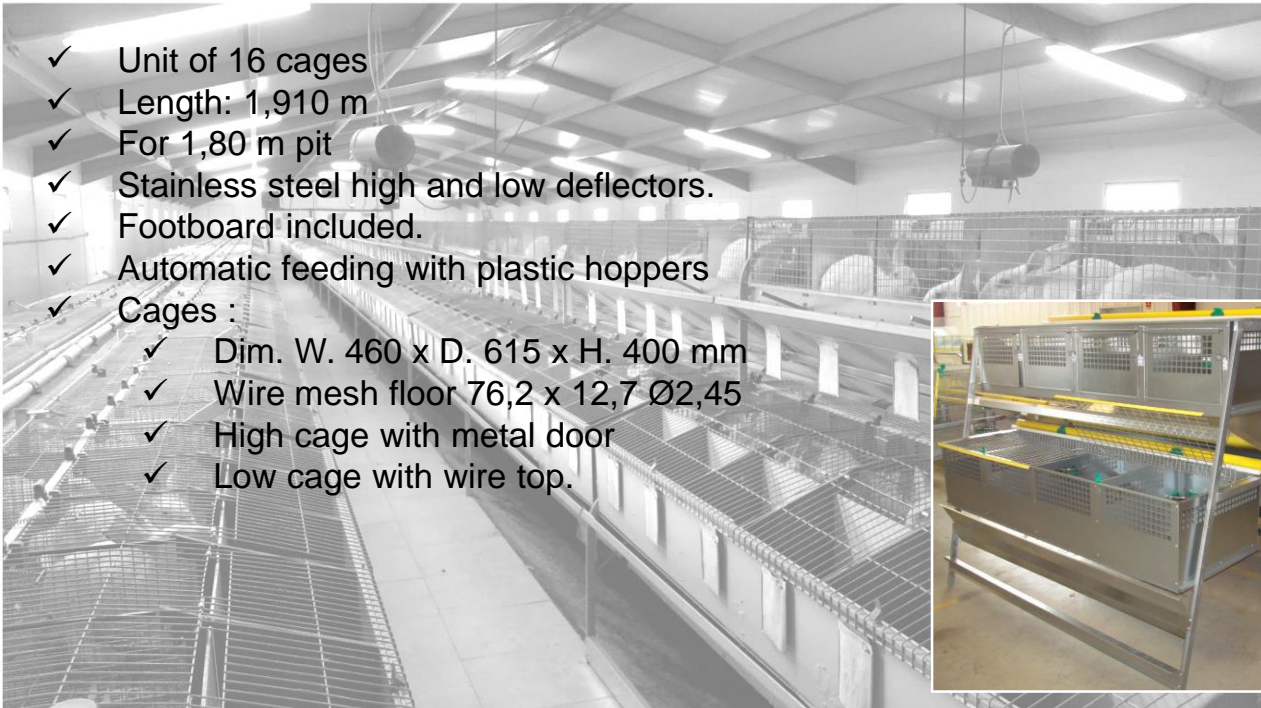 ✓ Unit of 16 cages
✓ Length: 1,910 m
✓ For 1,80 m pit
✓ Stainless steel high and low deflectors.
✓ Footboard included.
✓ Automatic feeding with plastic hoppers
✓ Cages :
✓ Dim. W. 460 x D. 615 x H. 400 mm
✓ Wire mesh floor 76,2 x 12,7 Ø2,45
✓ High cage with metal door
✓ Low cage with wire top.